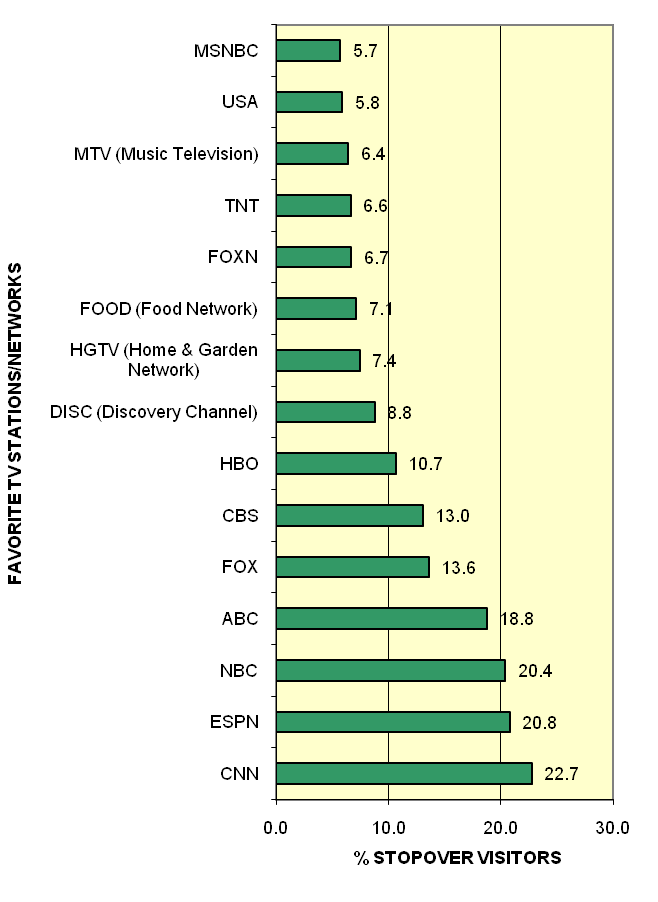 MSNBC 5.7
USA 5.8
MTV (Music Television) 6.4
TNT 6.6
FOXN 6.7
FOOD (Food Network) 7.1
HGTV (Home & Garden
Network) 7.4
DISC (Discovery Channel) 8.8
HBO 10.7
CBS 13.0
FOX 13.6
ABC 18.8
NBC 20.4
ESPN 20.8
CNN 22.7
FAVORITE TV STATIONS/NETWORKS
0.0 10.0 20.0 30.0
% STOPOVER VISITORS